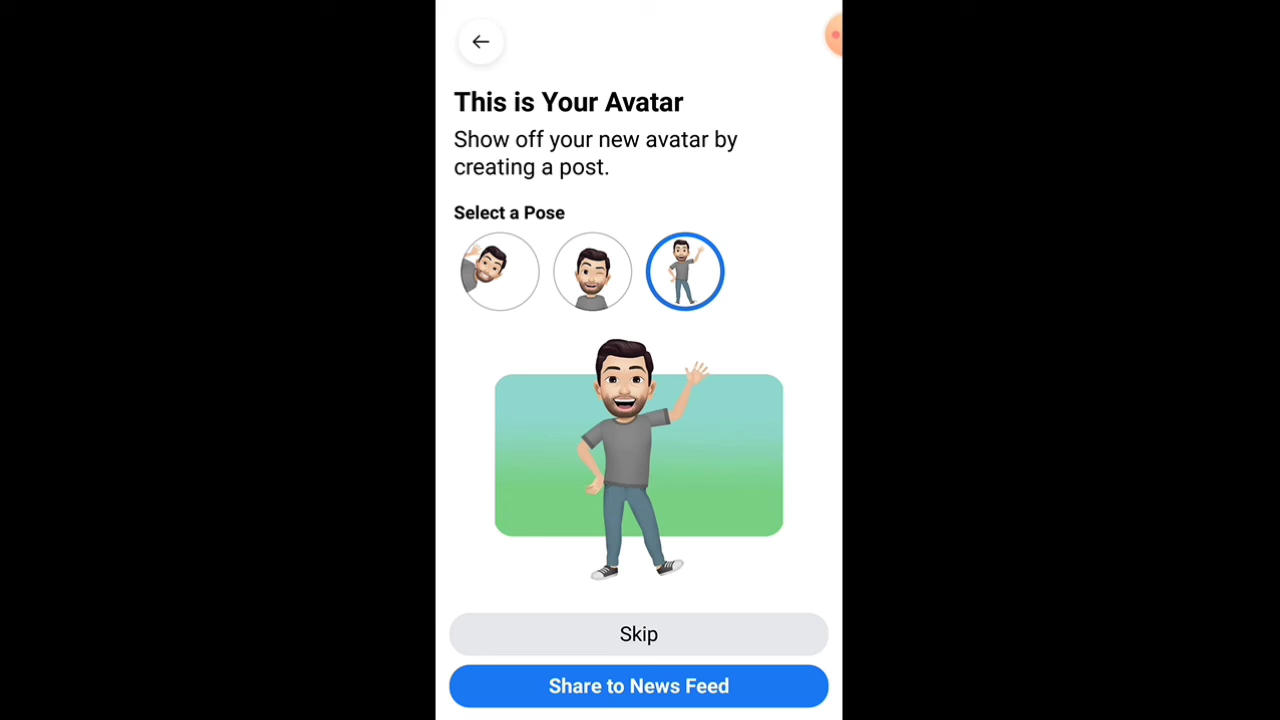 This is Your Avatar
Show off your new avatar by
creating a post.
Select a Pose
Skip
Share to News Feed